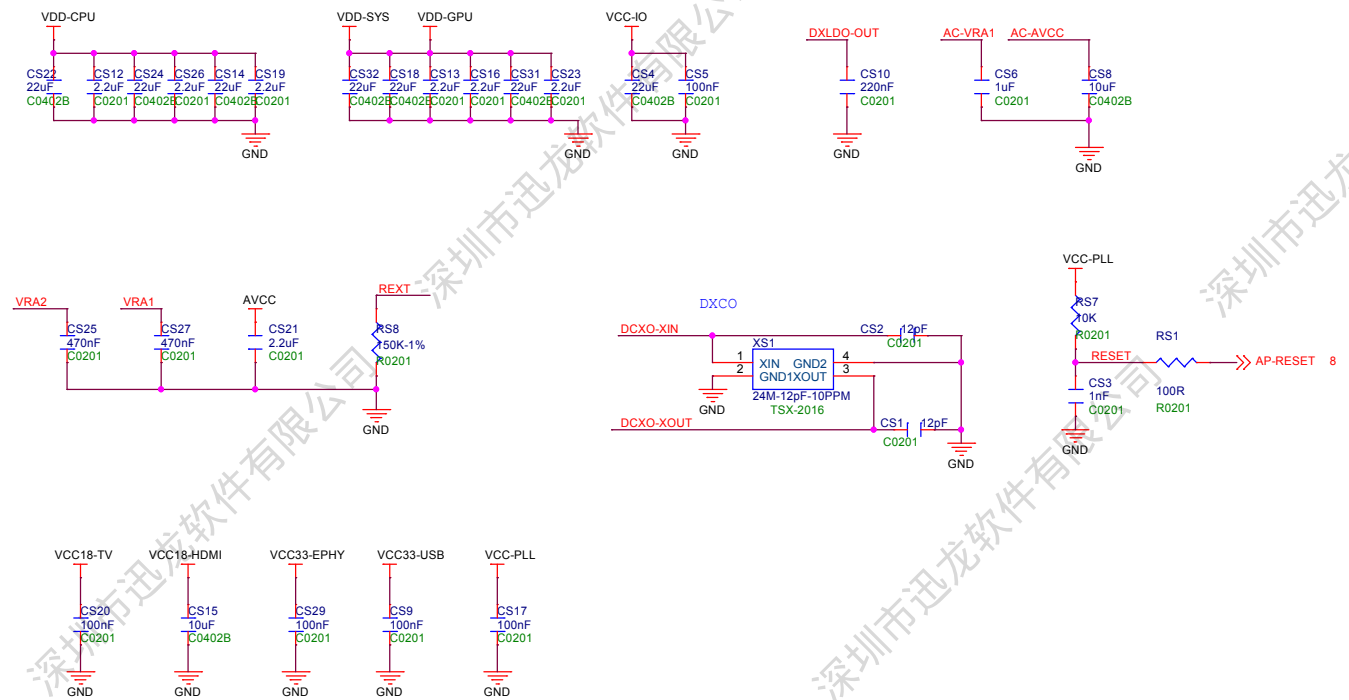 VDD-CPU
CS22 CS12 CS24 CS26 CS14 CS19
22uF 2.2uF 22uF 2.2uF 22uF 2.2uF
C0402B C0201 C0402B C0201 C0402B C0201
GND
VDD-SYS VDD-GPU
CS32 CS18 CS13 CS16 CS31 CS23
22uF 22uF 2.2uF 2.2uF 22uF 2.2uF
C0402B C0402B C0201 C0201 C0402B C0201
GND
VCC-IO
CS4 CS5
22uF 100nF
C0402B C0201
GND
DXLDO-OUT
CS10
220nF
C0201
GND
AC-VRA1 AC-AVCC
CS6 CS8
1uF 10uF
C0201 C0402B
GND
VRA2 VRA1 AVCC REXT
CS25 CS27 CS21 RS8
470nF 470nF 2.2uF 150K-1%
C0201 C0201 C0201 R0201
GND
DXCO
DCXO-XIN CS2 12pF
C0201
XS1
1 XIN GND2 4
2 GND1 XOUT 3
GND
24M-12pF-10PPM
TSX-2016
DCXO-XOUT CS1 12pF
C0201
GND
VCC-PLL
RS7
10K
R0201
RS1
RESET AP-RESET 8
CS3
1nF
C0201
100R
R0201
GND
VCC18-TV VCC18-HDMI VCC33-EPHY VCC33-USB VCC-PLL
CS20 CS15 CS29 CS9 CS17
100nF 10uF 100nF 100nF 100nF
C0201 C0402B C0201 C0201 C0201
GND GND GND GND GND
深圳市迅龙软件有限公司
深圳市迅龙软件有限公司
深圳市迅龙软件有限公
深圳市迅龙